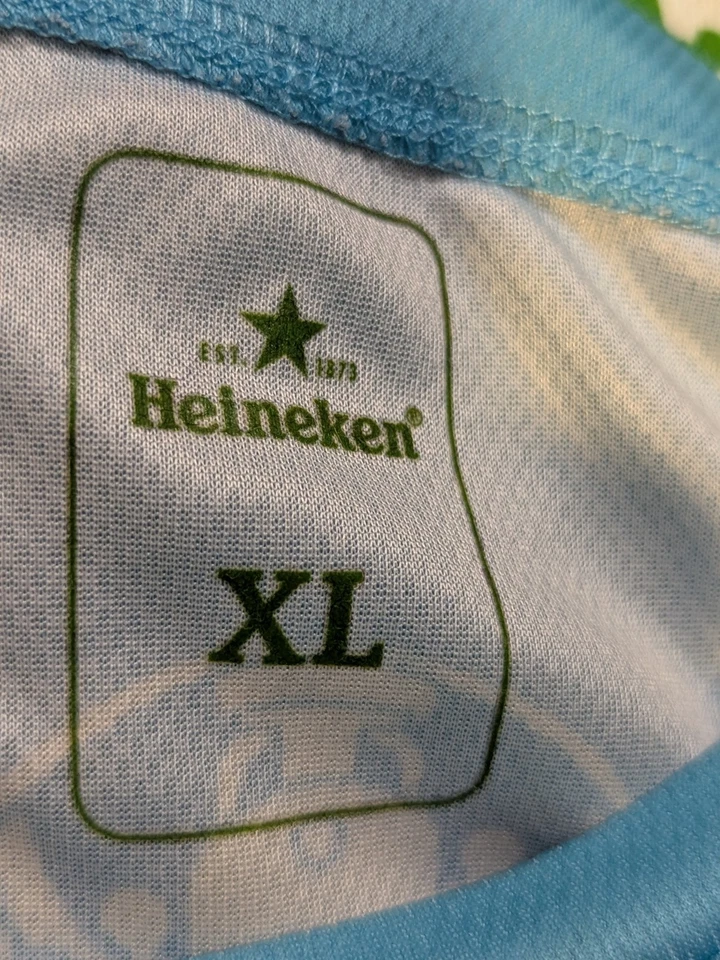 EST. 1873
Heineken®
XL